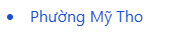 • Phường Mỹ Tho